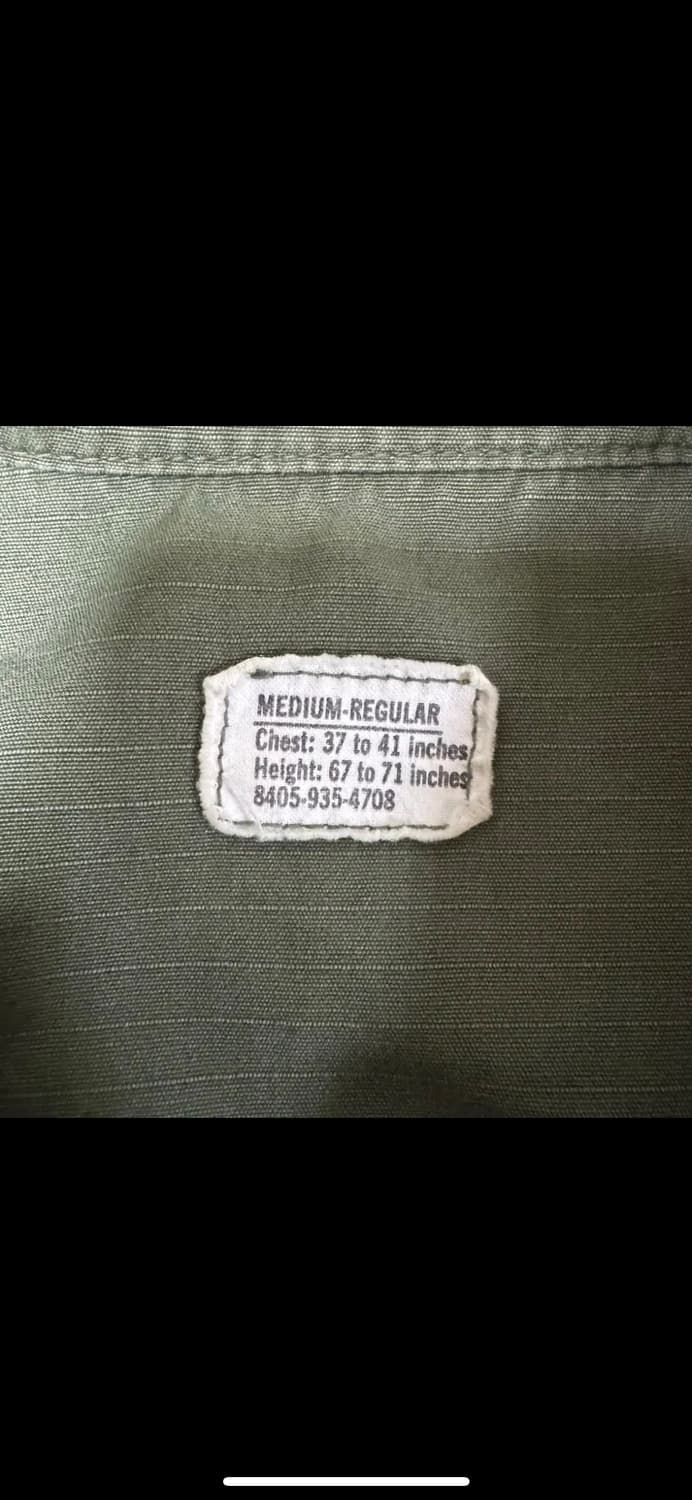 MEDIUM-REGULAR
Chest: 37 to 41 inches
Height: 67 to 71 inches
8405-935-4708